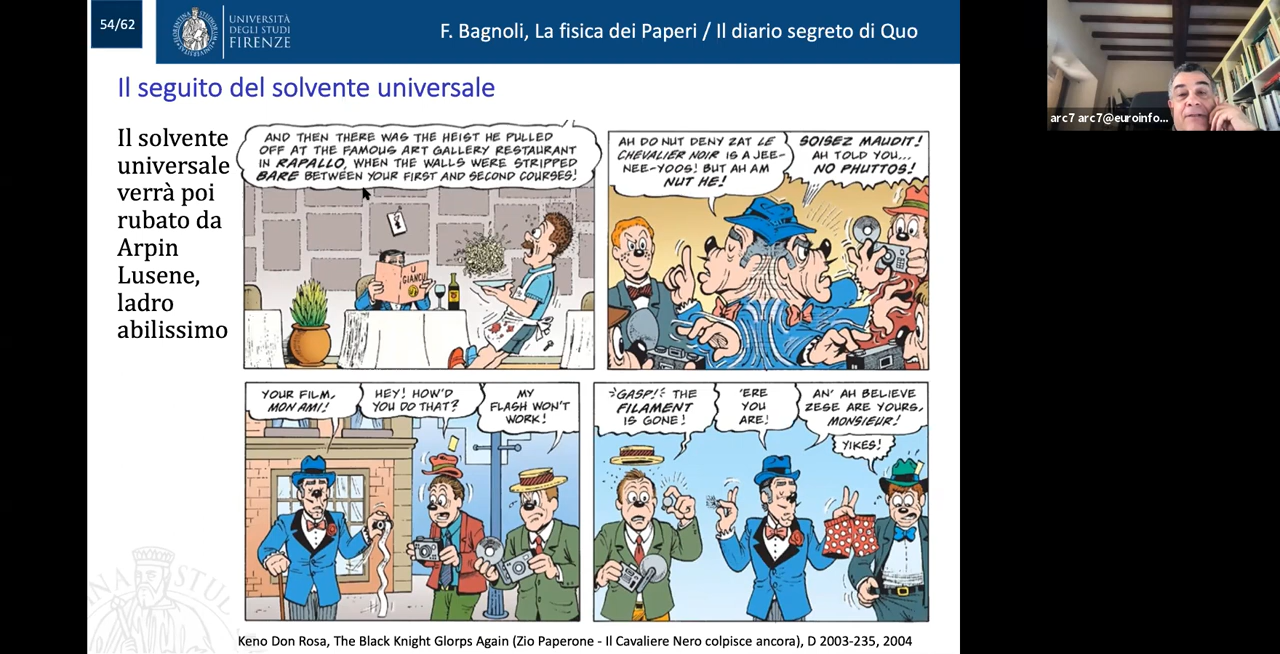 54/62
UNIVERSITÀ
DEGLI STUDI
FIRENZE
F. Bagnoli, La fisica dei Paperi / Il diario segreto di Quo
Il seguito del solvente universale
Il solvente
universale
verrà poi
rubato da
Arpin
Lusene,
ladro
abilissimo
AND THEN THERE WAS THE HEIST HE PULLED
OFF AT THE FAMOUS ART GALLERY RESTAURANT
IN RAPALLO, WHEN THE WALLS WERE STRIPPED
BARE BETWEEN YOUR FIRST AND SECOND COURSES!
U
GIANCU
AH DO NUT DENY ZAT LE
CHEVALIER NOIR IS A JEE-
NEE-YOOS! BUT AH AM
NUT HE!
SOISEZ MAUDIT!
AH TOLD YOU...
NO PHUTTOS!
YOUR FILM,
MON AMI!
HEY! HOW'D
YOU DO THAT?
MY
FLASH WON'T
WORK!
GASP! THE
FILAMENT
IS GONE!
'ERE
YOU
ARE!
AN' AH BELIEVE
ZESE ARE YOURS,
MONSIEUR!
YIKES!
Keno Don Rosa, The Black Knight Glorps Again (Zio Paperone - Il Cavaliere Nero colpisce ancora), D 2003-235, 2004
arc7 arc7@euroinfo...